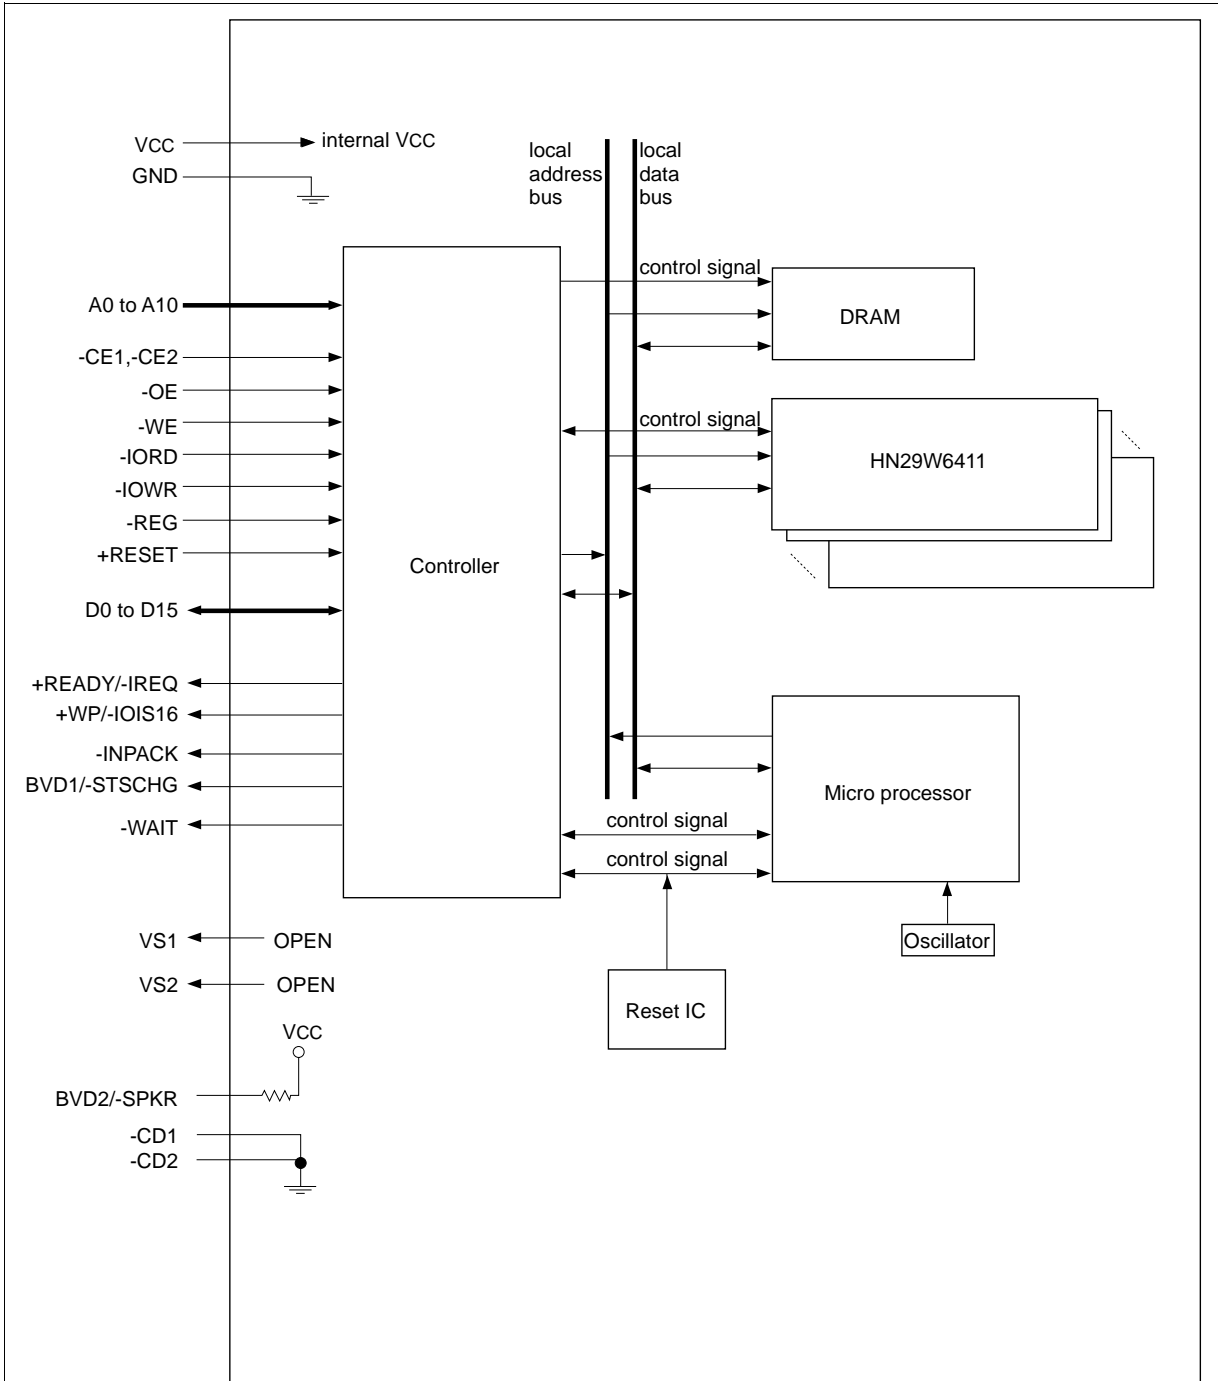 VCC
internal VCC
GND
local
address
bus
local
data
bus
A0 to A10
-CE1,-CE2
-OE
-WE
-IORD
-IOWR
-REG
+RESET
D0 to D15
+READY/-IREQ
+WP/-IOIS16
-INPACK
BVD1/-STSCHG
-WAIT
Controller
control signal
DRAM
control signal
HN29W6411
Micro processor
control signal
control signal
Oscillator
Reset IC
VS1
OPEN
VS2
OPEN
VCC
BVD2/-SPKR
-CD1
-CD2